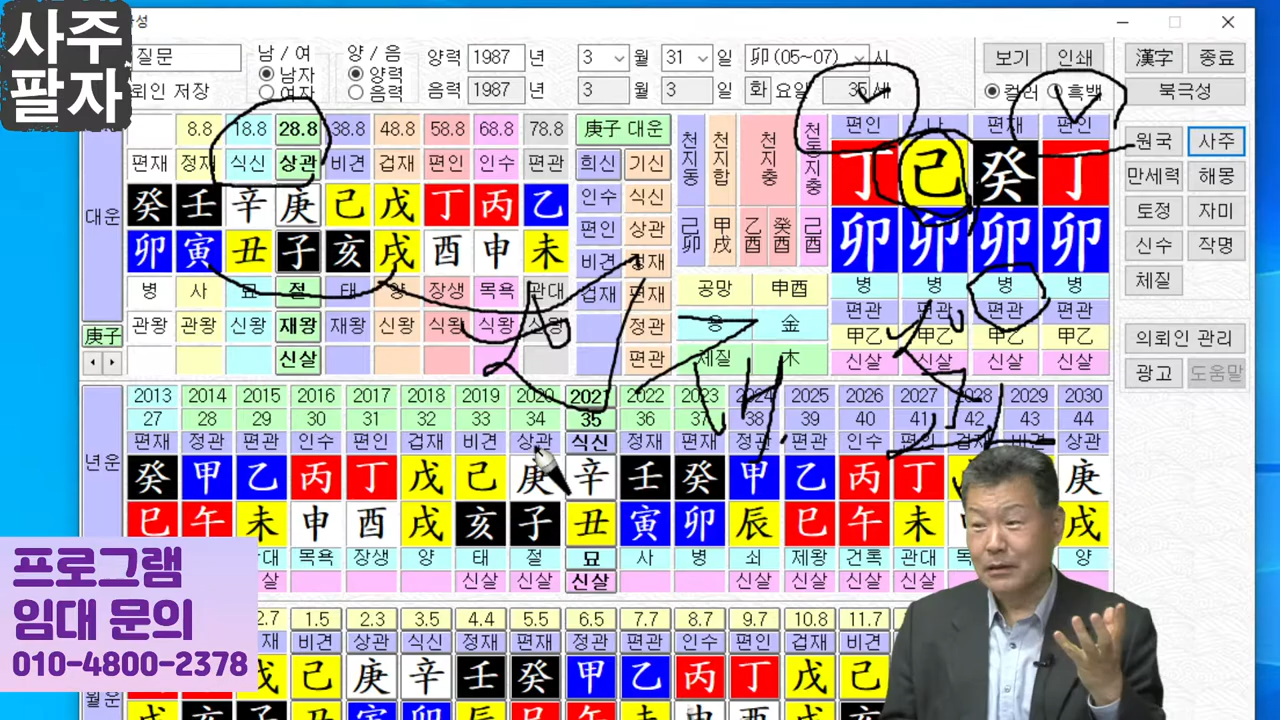 사주
팔자
질문
남 / 여
양 / 음
양력 1987 년 3 월 31 일 卯 (05~07) 시
남자
양력
여자
음력
음력 1987 년 3 월 3 일 화 요일 35 세
뢰인 저장
보기 인쇄
컬러 흑백
漢字 종료
북극성
원국 사주
만세력 해몽
토정 자미
신수 작명
체질
의뢰인 관리
광고 도움말
대운
8.8 18.8 28.8 38.8 48.8 58.8 68.8 78.8
편재 정재 식신 상관 비견 겁재 편인 인수 편관
癸 壬 辛 庚 己 戊 丁 丙 乙
卯 寅 丑 子 亥 戌 酉 申 未
병 사 묘 절 태 양 장생 목욕 관대
관왕 관왕 신왕 재왕 재왕 신왕 식왕 식왕 신왕
신살
庚子
庚子 대운
희신 기신
인수 식신
편인 상관
비견 정재
겁재 편재
정관
편관
천지동 천지합 천지충 천동지충
己卯 甲戌 乙酉 癸酉 己酉
공망 申酉
용 金
체질 木
편인 나 편재 편인
丁 己 癸 丁
卯 卯 卯 卯
병 병 병 병
편관 편관 편관 편관
甲乙 甲乙 甲乙 甲乙
신살 신살 신살 신살
년운
2013 2014 2015 2016 2017 2018 2019 2020 2021 2022 2023 2024 2025 2026 2027 2028 2029 2030
27 28 29 30 31 32 33 34 35 36 37 38 39 40 41 42 43 44
편재 정관 편관 인수 편인 겁재 비견 상관 식신 정재 편재 정관 편관 인수 편인 겁재 비견 상관
癸 甲 乙 丙 丁 戊 己 庚 辛 壬 癸 甲 乙 丙 丁 庚
巳 午 未 申 酉 戌 亥 子 丑 寅 卯 辰 巳 午 未 戌
목욕 장생 양 태 절 묘 사 병 쇠 제왕 건록 관대 양
신살 신살 신살 신살 신살 신살 신살
프로그램
임대 문의
010-4800-2378
월운
2.7 1.5 2.3 3.5 4.4 5.5 6.5 7.7 8.7 9.7 10.8 11.7
비견 상관 식신 정재 편재 정관 편관 인수 편인 겁재 비견
戊 己 庚 辛 壬 癸 甲 乙 丙 丁 戊 己